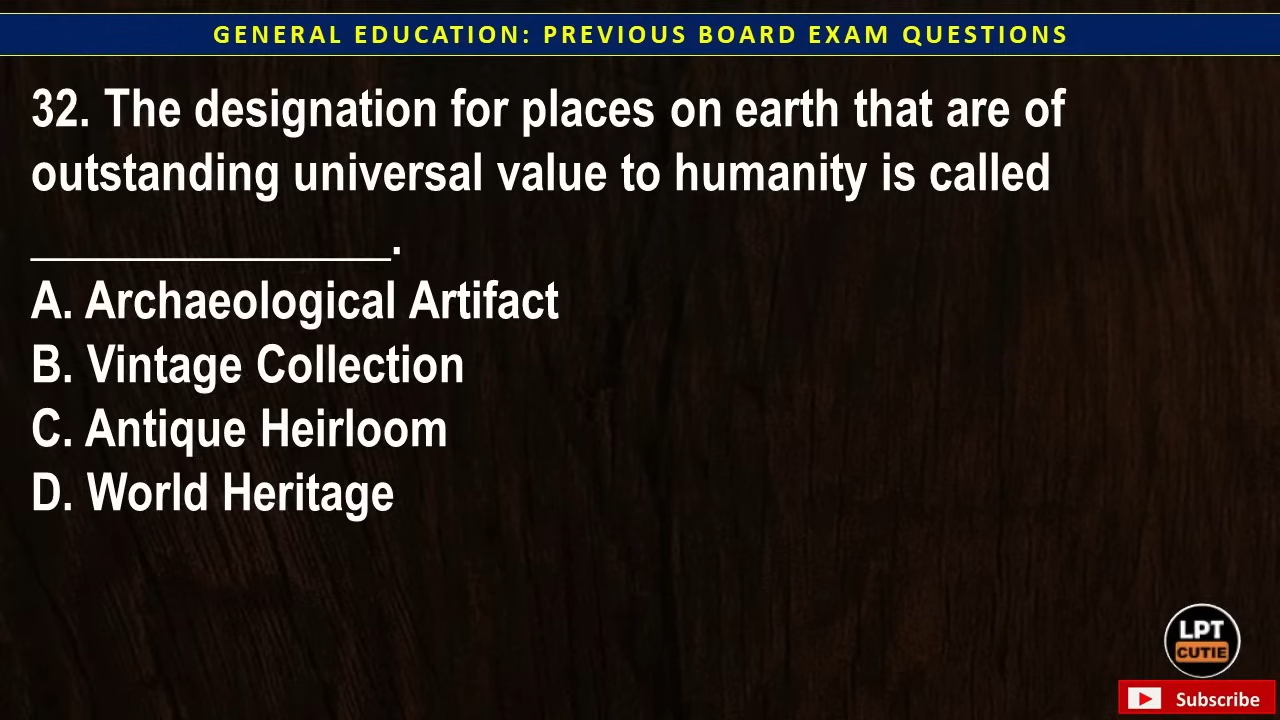 GENERAL EDUCATION: PREVIOUS BOARD EXAM QUESTIONS
32. The designation for places on earth that are of
outstanding universal value to humanity is called
________________.
A. Archaeological Artifact
B. Vintage Collection
C. Antique Heirloom
D. World Heritage
LPT
CUTIE
Subscribe